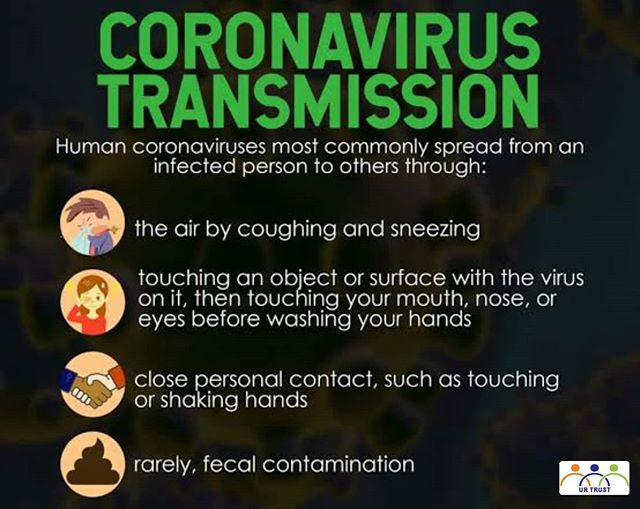 CORONAVIRUS
TRANSMISSION
Human coronaviruses most commonly spread from an
infected person to others through:
the air by coughing and sneezing
touching an object or surface with the virus
on it, then touching your mouth, nose, or
eyes before washing your hands
close personal contact, such as touching
or shaking hands
rarely, fecal contamination
UR TRUST